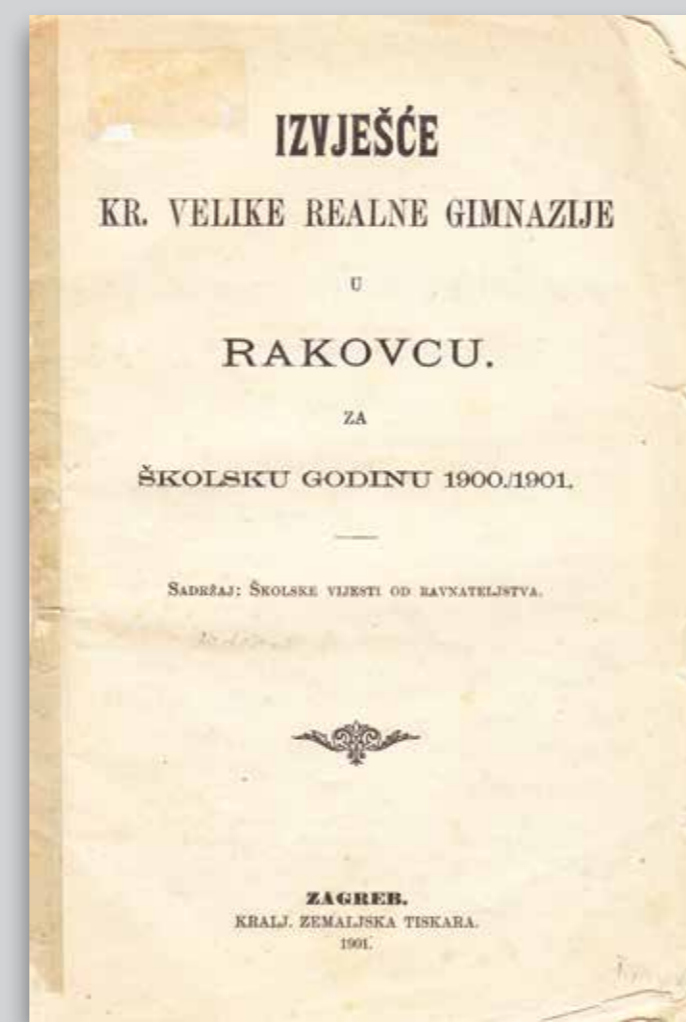 IZVJEŠĆE
KR. VELIKE REALNE GIMNAZIJE
U
RAKOVCU.
ZA
ŠKOLSKU GODINU 1900./1901.
SADRŽAJ: ŠKOLSKE VIJESTI OD RAVNATELJSTVA.
ZAGREB.
KRALJ. ZEMALJSKA TISKARA.
1901.